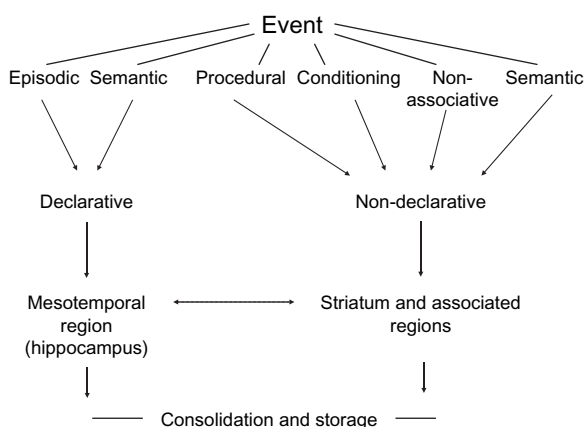 Event
Episodic Semantic Procedural Conditioning Non-associative Semantic
Declarative Non-declarative
Mesotemporal
region
(hippocampus)
Striatum and associated
regions
Consolidation and storage